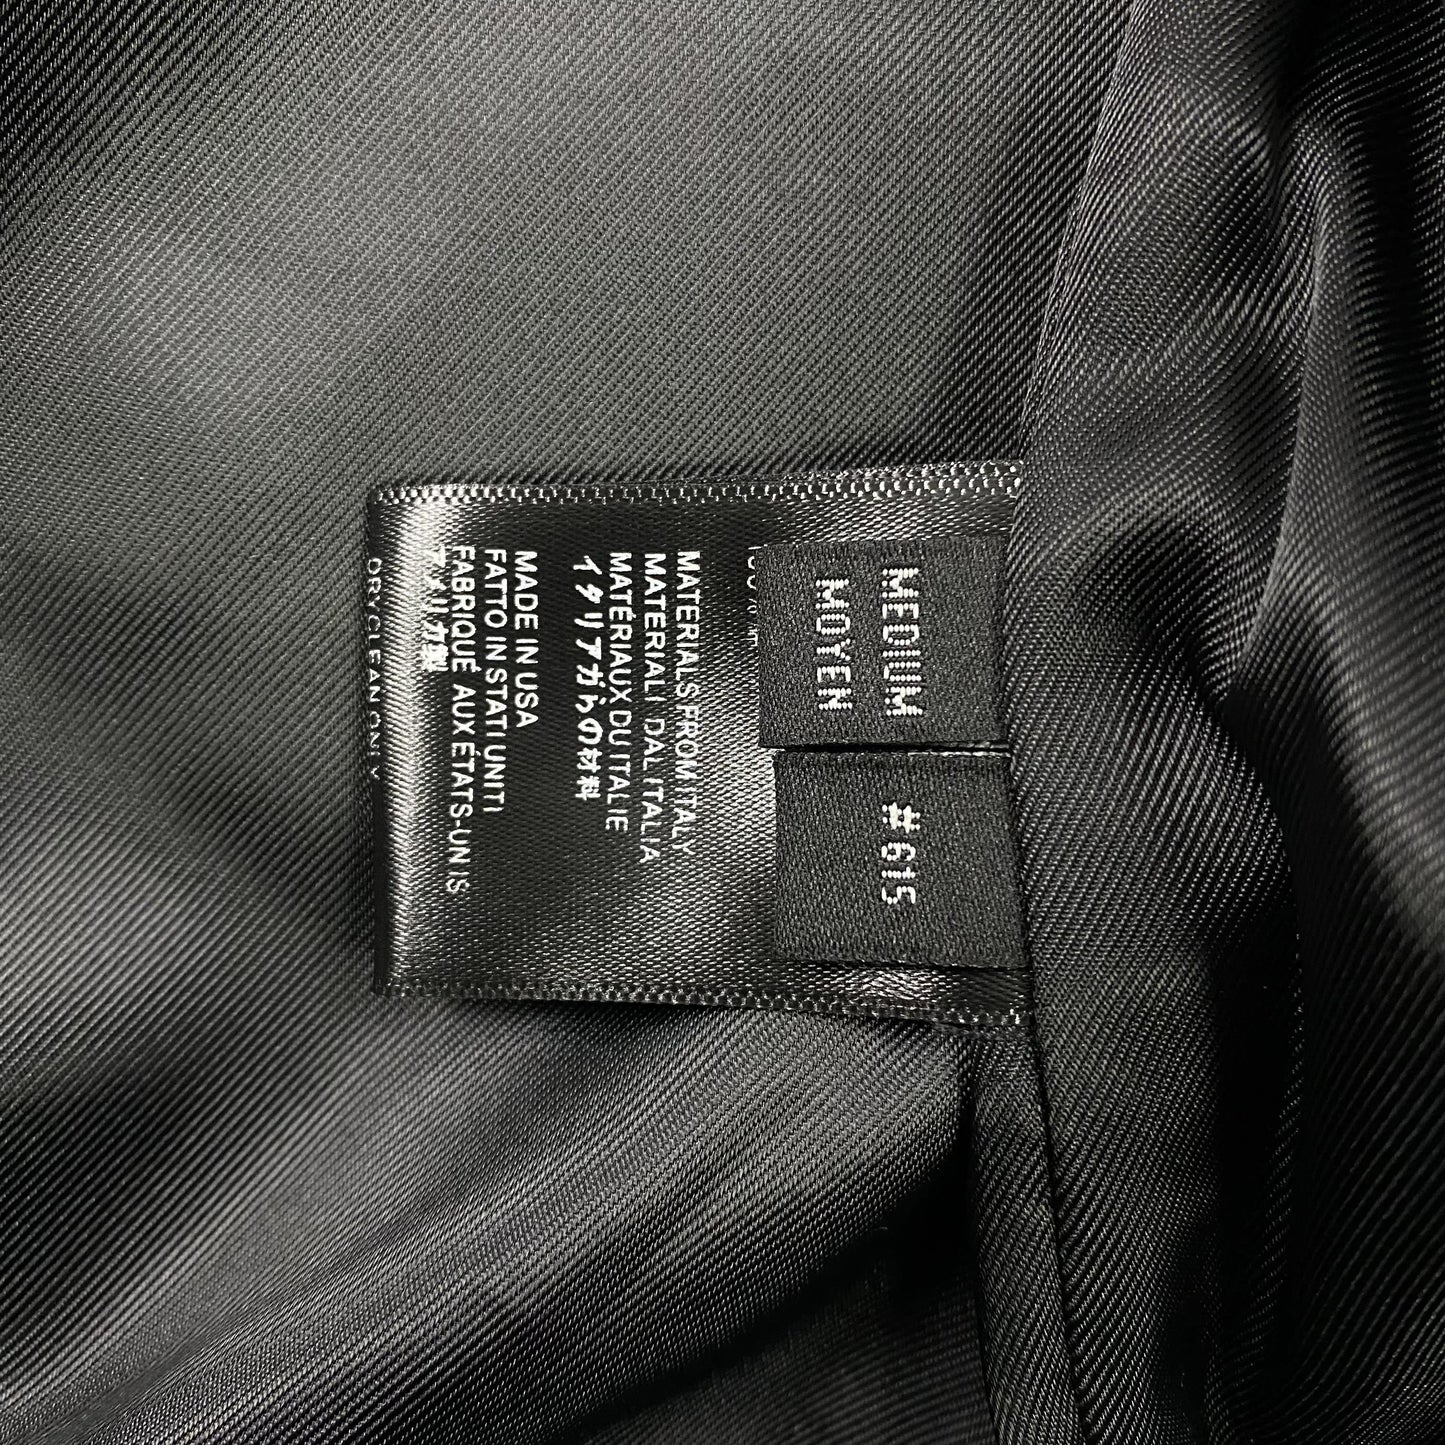 MEDIUM
MOYEN
#615
MATERIALS FROM ITALY
MATERIALI DAL ITALIA
MATÉRIAUX DU ITALIE
イタリアがらの材料
MADE IN USA
FATTO IN STATI UNITI
FABRIQUÉ AUX ÉTATS-UNIS
アメリカ製
DRY CLEAN ONLY